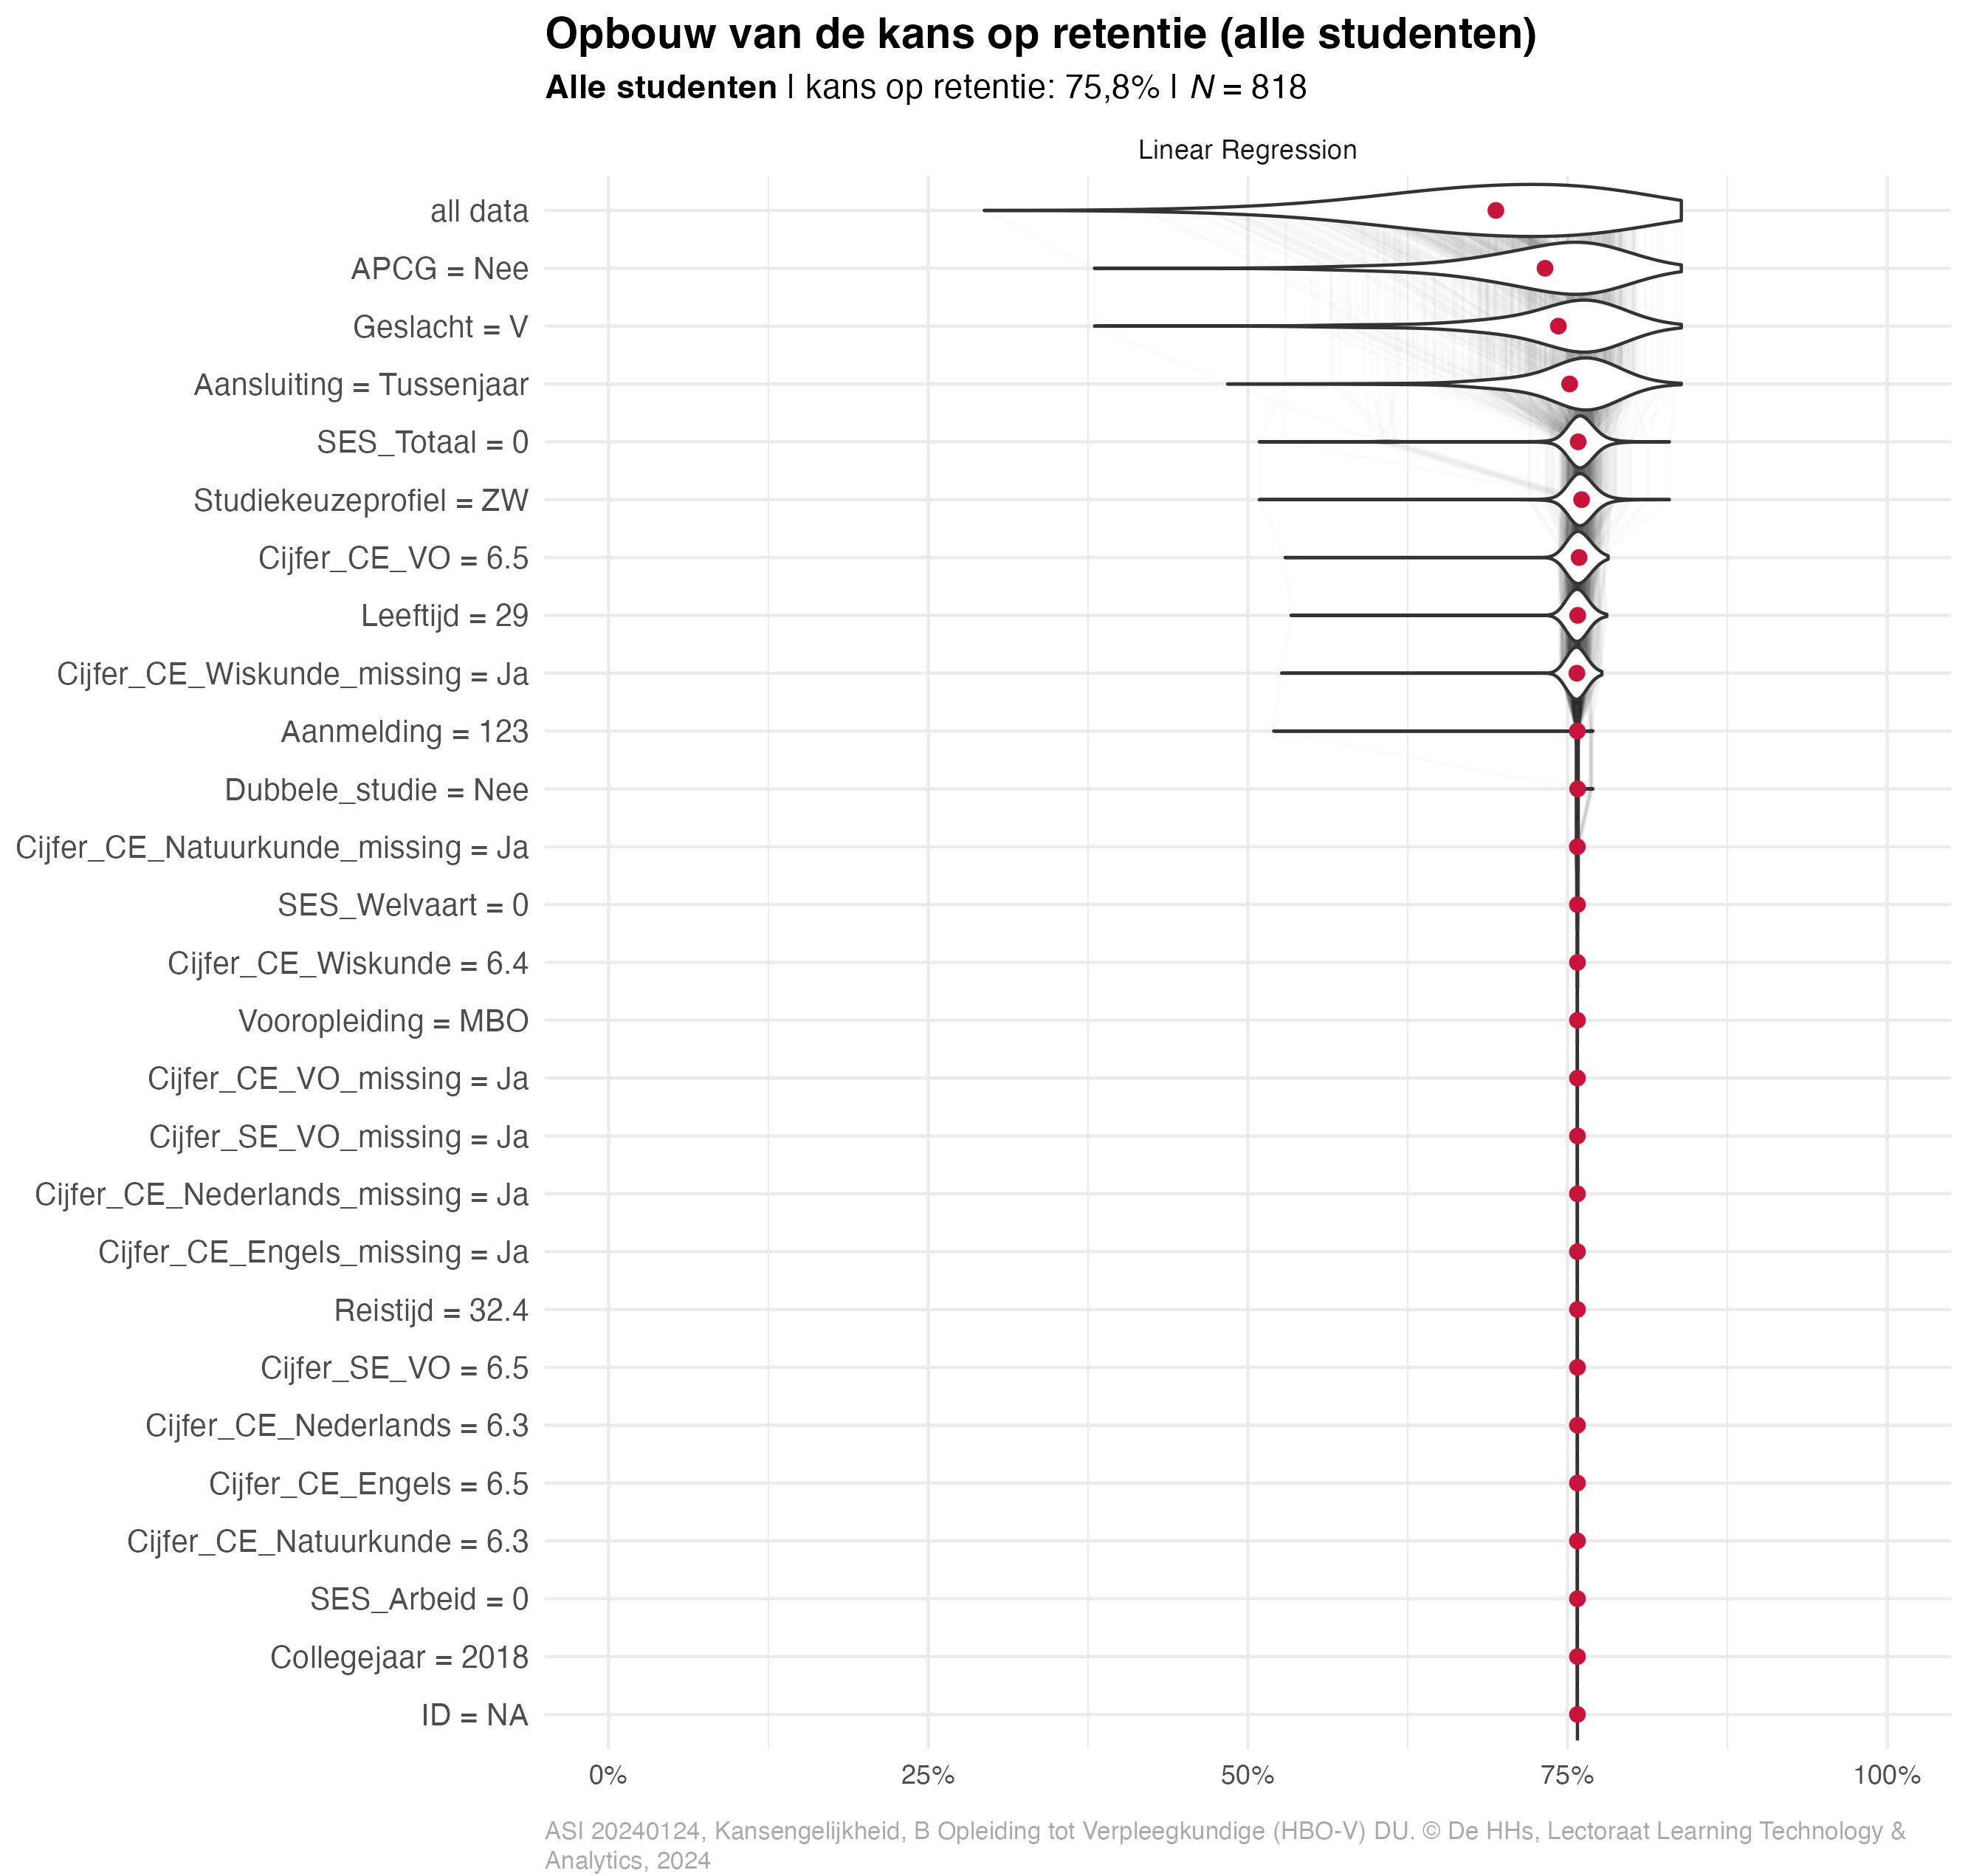 Opbouw van de kans op retentie (alle studenten)
Alle studenten | kans op retentie: 75,8% | N = 818
Linear Regression
all data
APCG = Nee
Geslacht = V
Aansluiting = Tussenjaar
SES_Totaal = 0
Studiekeuzeprofiel = ZW
Cijfer_CE_VO = 6.5
Leeftijd = 29
Cijfer_CE_Wiskunde_missing = Ja
Aanmelding = 123
Dubbele_studie = Nee
Cijfer_CE_Natuurkunde_missing = Ja
SES_Welvaart = 0
Cijfer_CE_Wiskunde = 6.4
Vooropleiding = MBO
Cijfer_CE_VO_missing = Ja
Cijfer_SE_VO_missing = Ja
Cijfer_CE_Nederlands_missing = Ja
Cijfer_CE_Engels_missing = Ja
Reistijd = 32.4
Cijfer_SE_VO = 6.5
Cijfer_CE_Nederlands = 6.3
Cijfer_CE_Engels = 6.5
Cijfer_CE_Natuurkunde = 6.3
SES_Arbeid = 0
Collegejaar = 2018
ID = NA
0% 25% 50% 75% 100%
ASI 20240124, Kansengelijkheid, B Opleiding tot Verpleegkundige (HBO-V) DU. © De HHs, Lectoraat Learning Technology &
Analytics, 2024